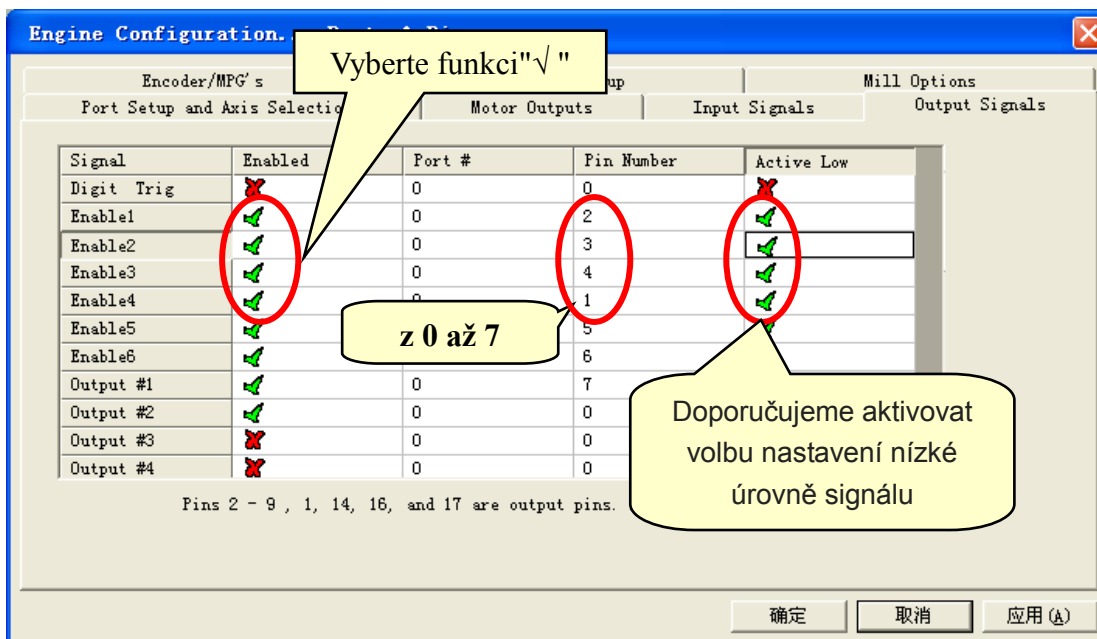 Engine Configuration...
Vyberte funkci"√ "
Encoder/MPG's
Mill Options
Port Setup and Axis
Motor Outputs
Input Signals
Output Signals
Signal Enabled Port # Pin Number Active Low
Digit Trig 0 0
Enable1 0 2
Enable2 0 3
Enable3 0 4
Enable4 1
Enable5 5
Enable6 6
Output #1 0 7
Output #2 0 0
Output #3 0 0
Output #4 0 0
z 0 až 7
Doporučujeme aktivovat
volbu nastavení nízké
úrovně signálu
Pins 2 - 9 , 1, 14, 16, and 17 are output pins.
确定 取消 应用 (A)